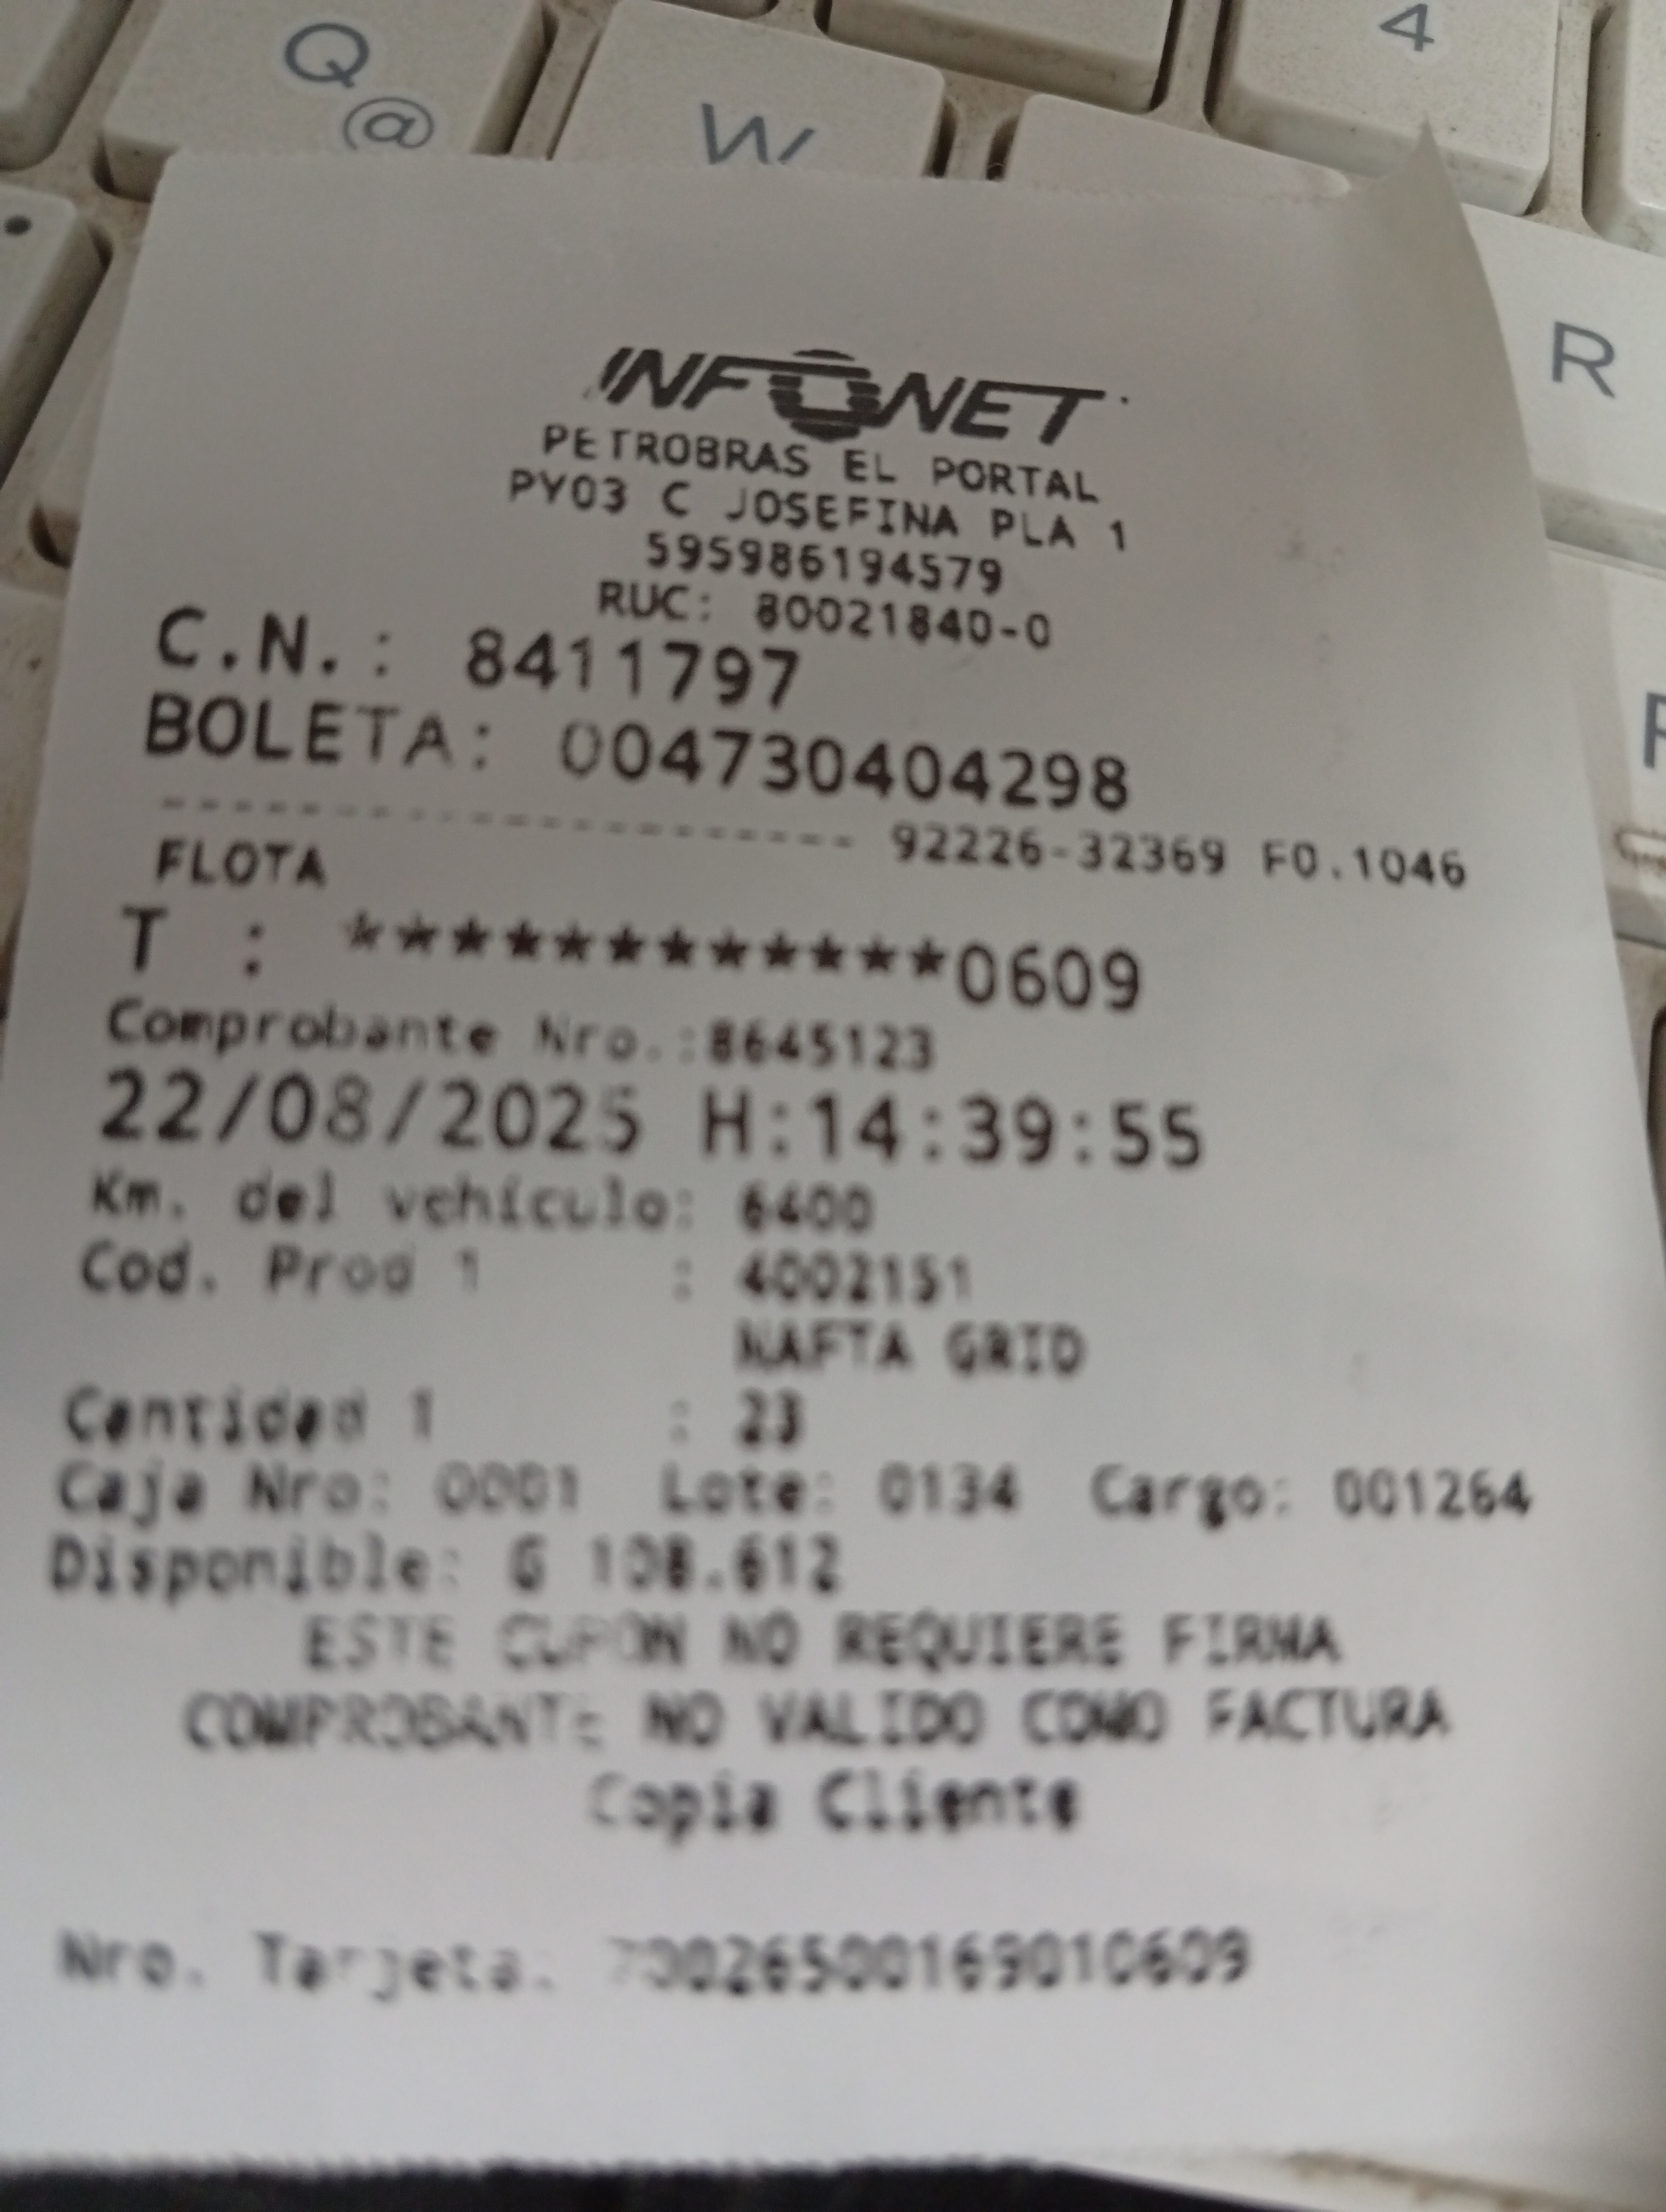 Q
@
W
4
R
INFONET
PETROBRAS EL PORTAL
PY03 C JOSEFINA PLA 1
595986194579
RUC: 80021840-0
C.N.: 8411797
BOLETA: 004730404298
--------------------- 92226-32369 F0.1046
FLOTA
T : ************0609
Comprobante Nro.:8645123
22/08/2025 H:14:39:55
Km. del vehículo: 6400
Cod. Prod 1 : 4002151
NAFTA GRID
Cantidad 1 : 23
Caja Nro: 0001 Lote: 0134 Cargo: 001264
Disponible: G 108.612
ESTE CUPON NO REQUIERE FIRMA
COMPROBANTE NO VALIDO COMO FACTURA
Copia Cliente
Nro. Tarjeta.